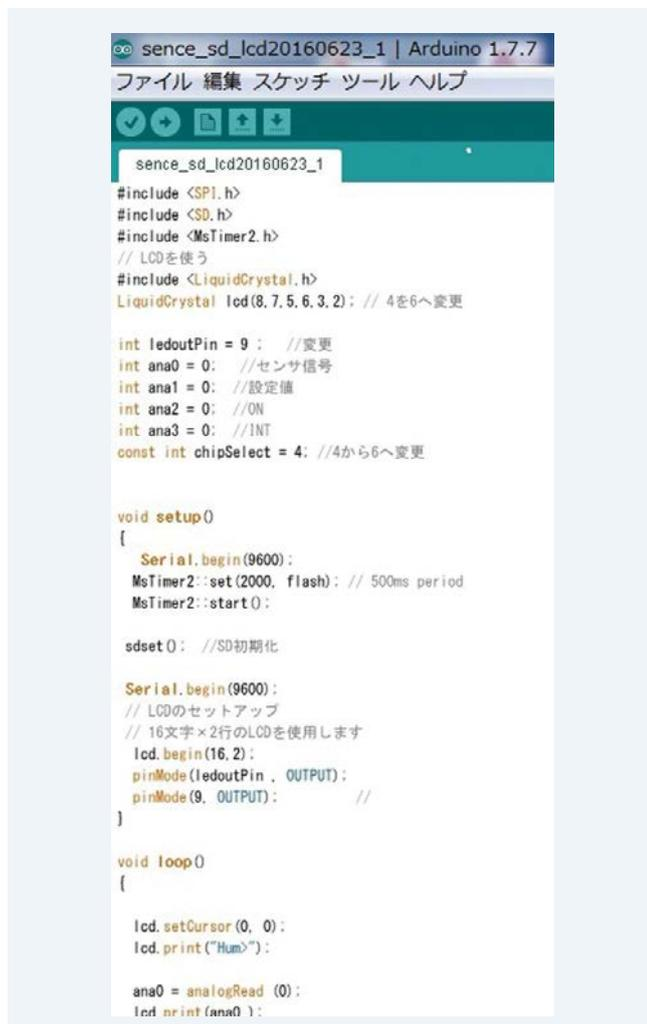 sence_sd_lcd20160623_1 | Arduino 1.7.7
ファイル 編集 スケッチ ツール ヘルプ
sence_sd_lcd20160623_1
#include <SPI.h>
#include <SD.h>
#include <MsTimer2.h>
// LCDを使う
#include <LiquidCrystal.h>
LiquidCrystal lcd(8,7,5,6,3,2); // 4を6へ変更
int ledoutPin = 9 ; //変更
int ana0 = 0; //センサ信号
int ana1 = 0; //設定値
int ana2 = 0; //ON
int ana3 = 0; //INT
const int chipSelect = 4; //4から6へ変更
void setup()
{
Serial.begin(9600);
MsTimer2::set(2000, flash); // 500ms period
MsTimer2::start();
sdset(); //SD初期化
Serial.begin(9600);
// LCDのセットアップ
// 16文字×2行のLCDを使用します
lcd.begin(16,2);
pinMode(ledoutPin , OUTPUT);
pinMode(9, OUTPUT); //
}
void loop()
{
lcd.setCursor(0, 0);
lcd.print("Hum>");
ana0 = analogRead (0);
lcd.print(ana0 );